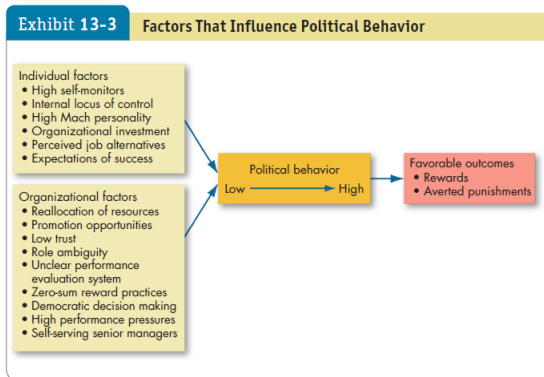 Exhibit 13-3 Factors That Influence Political Behavior
Individual factors
• High self-monitors
• Internal locus of control
• High Mach personality
• Organizational investment
• Perceived job alternatives
• Expectations of success
Organizational factors
• Reallocation of resources
• Promotion opportunities
• Low trust
• Role ambiguity
• Unclear performance
evaluation system
• Zero-sum reward practices
• Democratic decision making
• High performance pressures
• Self-serving senior managers
Political behavior
Low High
Favorable outcomes
• Rewards
• Averted punishments